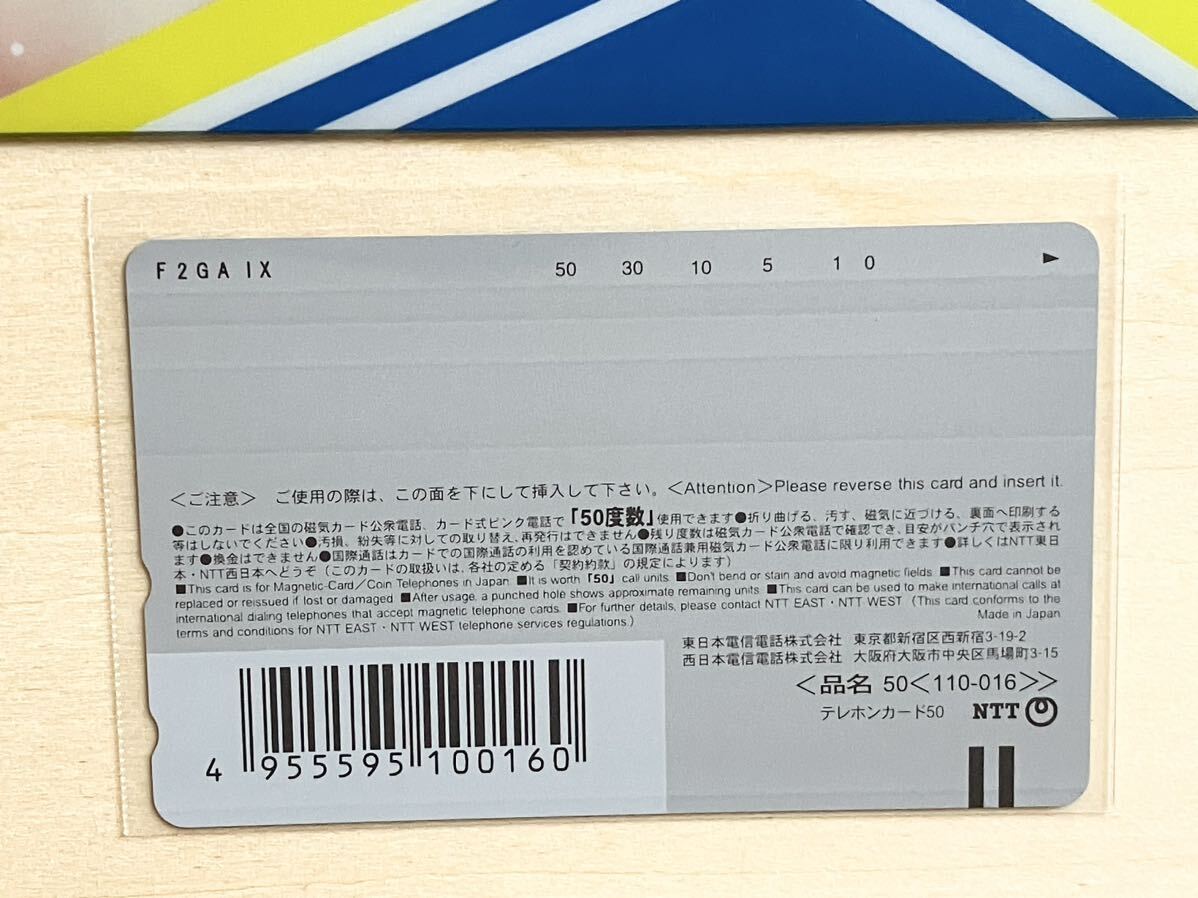 F2GA IX 50 30 10 5 1 0 ▶
＜ご注意＞ ご使用の際は、この面を下にして挿入して下さい。＜Attention＞Please reverse this card and insert it.
●このカードは全国の磁気カード公衆電話、カード式ピンク電話で「50度数」使用できます●折り曲げる、汚す、磁気に近づける、裏面へ印刷する
等はしないでください●汚損、紛失等に対しての取り替え、再発行はできません●残り度数は磁気カード公衆電話で確認でき、目安がパンチ穴で表示され
ます●換金はできません●国際通話はカードでの国際通話の利用を認めている国際通話兼用磁気カード公衆電話に限り利用できます●詳しくはNTT東日
本・NTT西日本へどうぞ（このカードの取扱いは、各社の定める「契約約款」の規定によります）
■This card is for Magnetic-Card／Coin Telephones in Japan. ■It is worth「50」call units. ■Don't bend or stain and avoid magnetic fields. ■This card cannot be
replaced or reissued if lost or damaged. ■After usage, a punched hole shows approximate remaining units. ■This card can be used to make international calls at
international dialing telephones that accept magnetic telephone cards. ■For further details, please contact NTT EAST・NTT WEST（This card conforms to the
terms and conditions for NTT EAST・NTT WEST telephone services regulations.）
Made in Japan
東日本電信電話株式会社 東京都新宿区西新宿3-19-2
西日本電信電話株式会社 大阪府大阪市中央区馬場町3-15
＜品名 50＜110-016＞＞
テレホンカード50 NTT
4 955595 100160